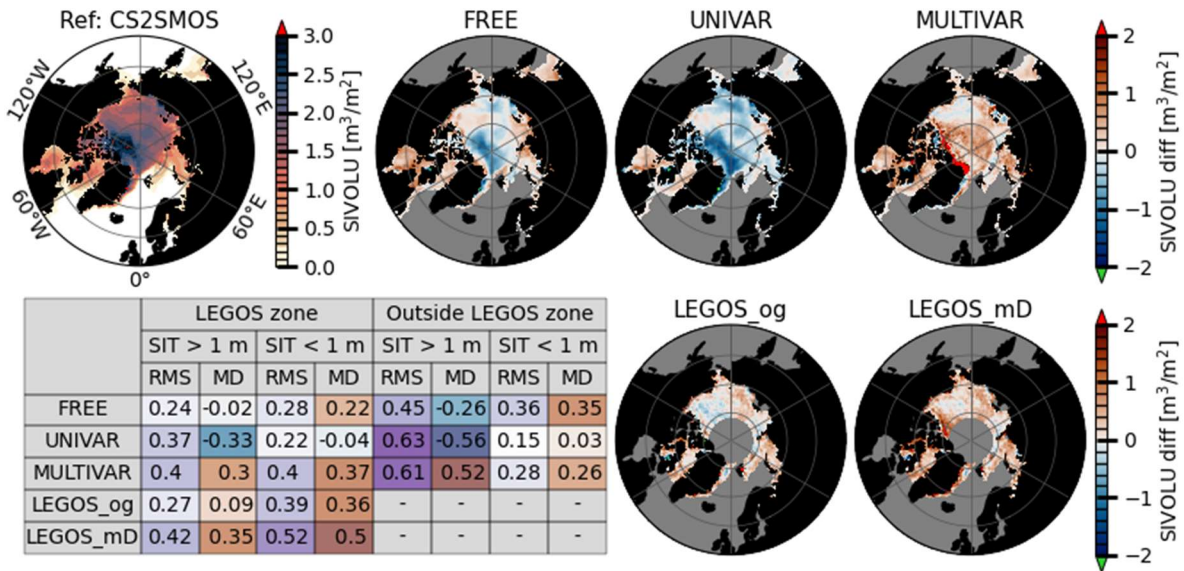 Ref: CS2SMOS
FREE
UNIVAR
MULTIVAR
120°W
120°E
60°W
60°E
0°
3.0
2.5
2.0
1.5
1.0
0.5
0.0
SIVOLU [m³/m²]
2
1
0
−1
−2
SIVOLU diff [m³/m²]
LEGOS zone Outside LEGOS zone
SIT > 1 m SIT < 1 m SIT > 1 m SIT < 1 m
RMS MD RMS MD RMS MD RMS MD
FREE 0.24 -0.02 0.28 0.22 0.45 -0.26 0.36 0.35
UNIVAR 0.37 -0.33 0.22 -0.04 0.63 -0.56 0.15 0.03
MULTIVAR 0.4 0.3 0.4 0.37 0.61 0.52 0.28 0.26
LEGOS_og 0.27 0.09 0.39 0.36 - - - -
LEGOS_mD 0.42 0.35 0.52 0.5 - - - -
LEGOS_og
LEGOS_mD
2
1
0
−1
−2
SIVOLU diff [m³/m²]